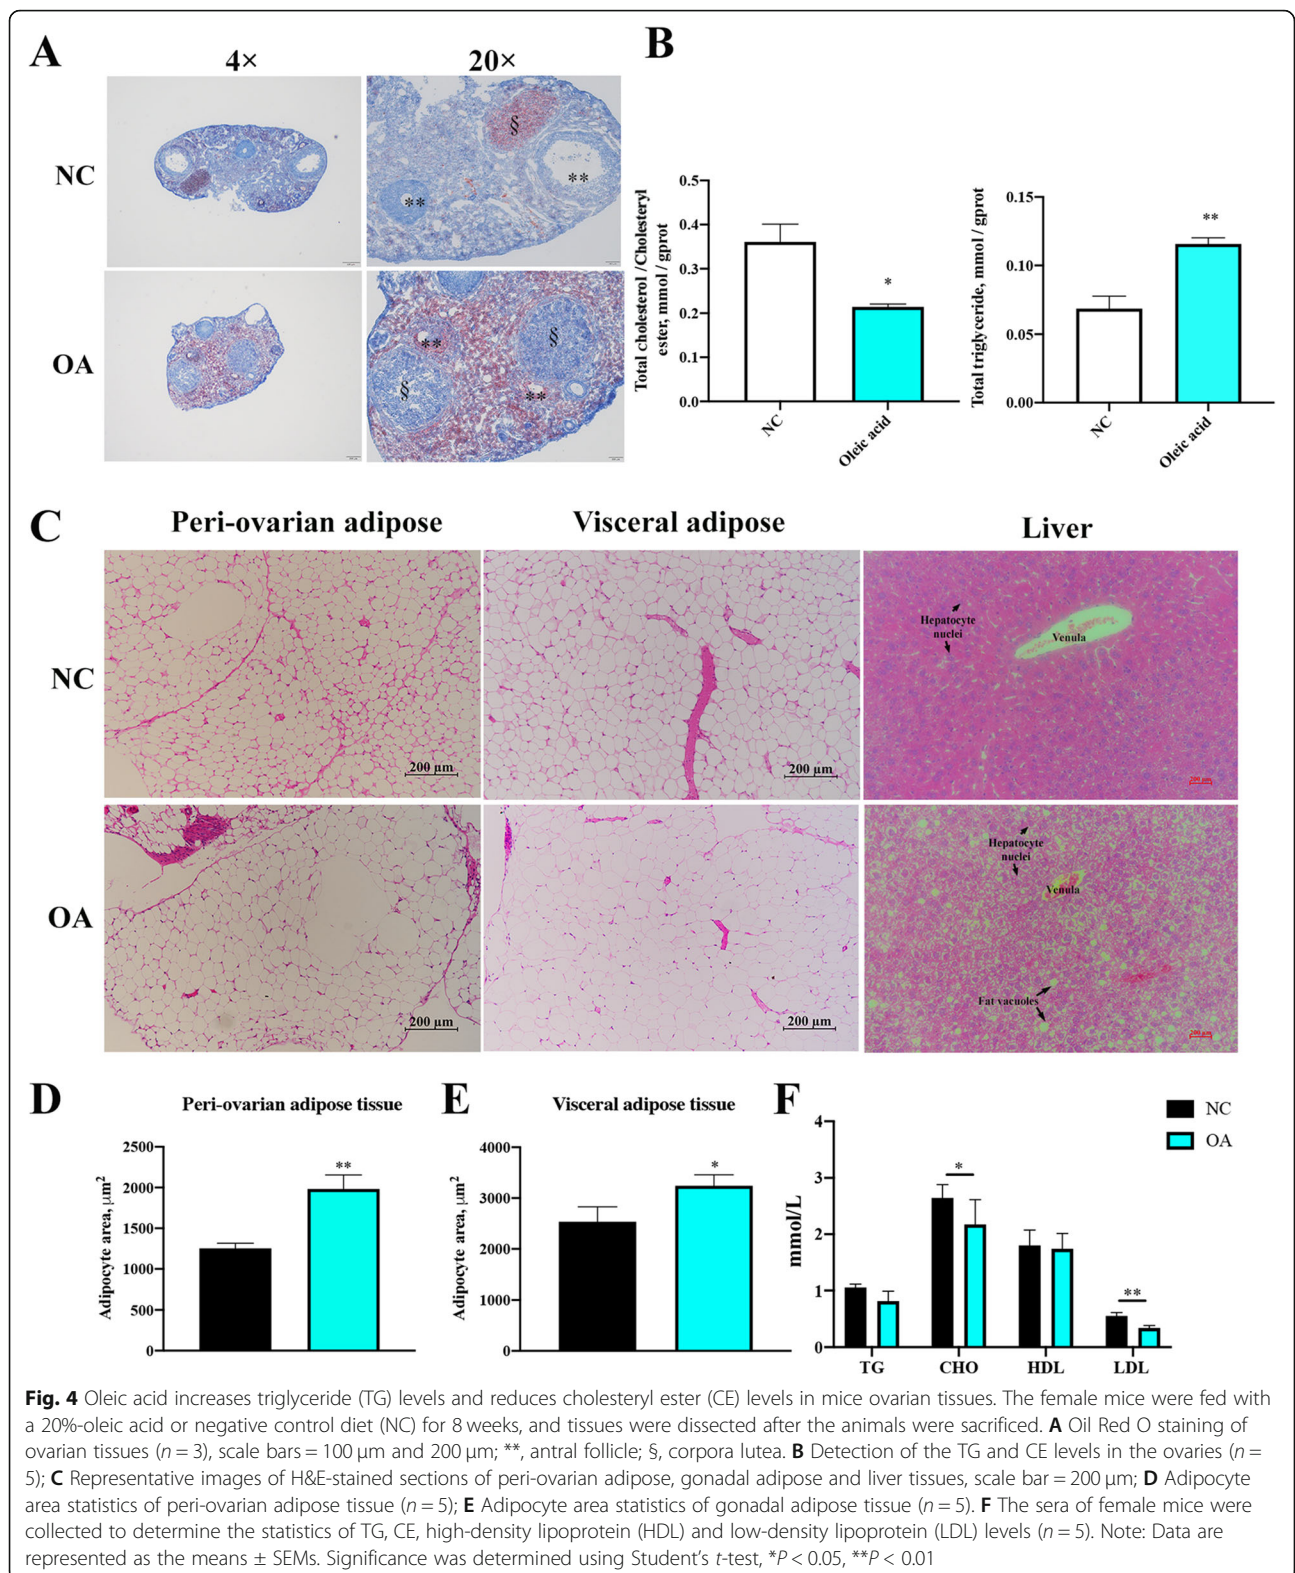 A
4×
20×
NC
OA
§
**
**
**
§
§
**
B
Total cholesterol /Cholesteryl
ester, mmol / gprot
0.5
0.4
0.3
0.2
0.1
0.0
*
NC
Oleic acid
Total triglyceride, mmol / gprot
0.15
0.10
0.05
0.00
**
NC
Oleic acid
C
Peri-ovarian adipose
Visceral adipose
Liver
NC
200 µm
200 µm
Hepatocyte
nuclei
Venula
200 µm
OA
200 µm
200 µm
Hepatocyte
nuclei
Venula
Fat vacuoles
200 µm
D
Peri-ovarian adipose tissue
Adipocyte area, µm²
2500
2000
1500
1000
500
0
**
E
Visceral adipose tissue
Adipocyte area, µm²
4000
3000
2000
1000
0
*
F
NC
OA
mmol/L
4
3
2
1
0
*
**
TG
CHO
HDL
LDL
Fig. 4 Oleic acid increases triglyceride (TG) levels and reduces cholesteryl ester (CE) levels in mice ovarian tissues. The female mice were fed with
a 20%-oleic acid or negative control diet (NC) for 8 weeks, and tissues were dissected after the animals were sacrificed. A Oil Red O staining of
ovarian tissues (n = 3), scale bars = 100 µm and 200 µm; **, antral follicle; §, corpora lutea. B Detection of the TG and CE levels in the ovaries (n =
5); C Representative images of H&E-stained sections of peri-ovarian adipose, gonadal adipose and liver tissues, scale bar = 200 µm; D Adipocyte
area statistics of peri-ovarian adipose tissue (n = 5); E Adipocyte area statistics of gonadal adipose tissue (n = 5). F The sera of female mice were
collected to determine the statistics of TG, CE, high-density lipoprotein (HDL) and low-density lipoprotein (LDL) levels (n = 5). Note: Data are
represented as the means ± SEMs. Significance was determined using Student's t-test, *P < 0.05, **P < 0.01